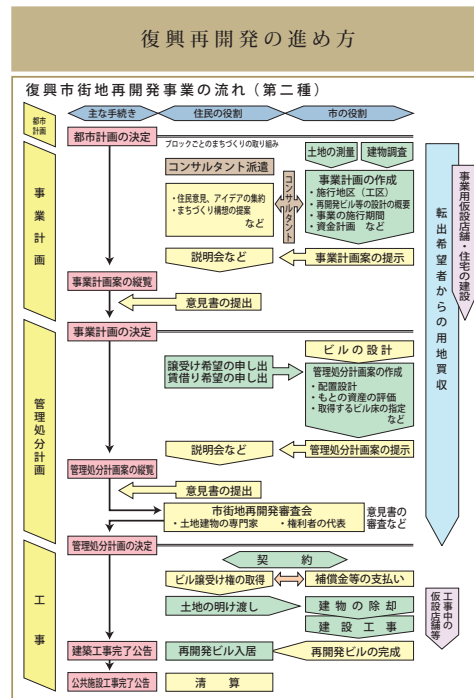 復興再開発の進め方
復興市街地再開発事業の流れ（第二種）
主な手続き
住民の役割
市の役割
都市計画
都市計画の決定
ブロックごとのまちづくりの取り組み
土地の測量
建物調査
事業計画
コンサルタント派遣
・住民意見、アイデアの集約
・まちづくり構想の提案
など
コンサルタント
事業計画の作成
・施行地区（工区）
・再開発ビル等の設計の概要
・事業の施行期間
・資金計画　など
説明会など
事業計画案の提示
事業計画案の縦覧
意見書の提出
事業計画の決定
管理処分計画
ビルの設計
譲受け希望の申し出
賃借り希望の申し出
管理処分計画案の作成
・配置設計
・もとの資産の評価
・取得するビル床の指定
など
説明会など
管理処分計画案の提示
管理処分計画案の縦覧
意見書の提出
市街地再開発審査会
・土地建物の専門家　・権利者の代表
意見書の
審査など
管理処分計画の決定
工事
契約
ビル譲受け権の取得
補償金等の支払い
土地の明け渡し
建物の除却
建設工事
建築工事完了公告
再開発ビル入居
再開発ビルの完成
公共施設工事完了公告
清算
転出希望者からの用地買収
事業用仮設店舗・住宅の建設
工事中の
仮設店舗等